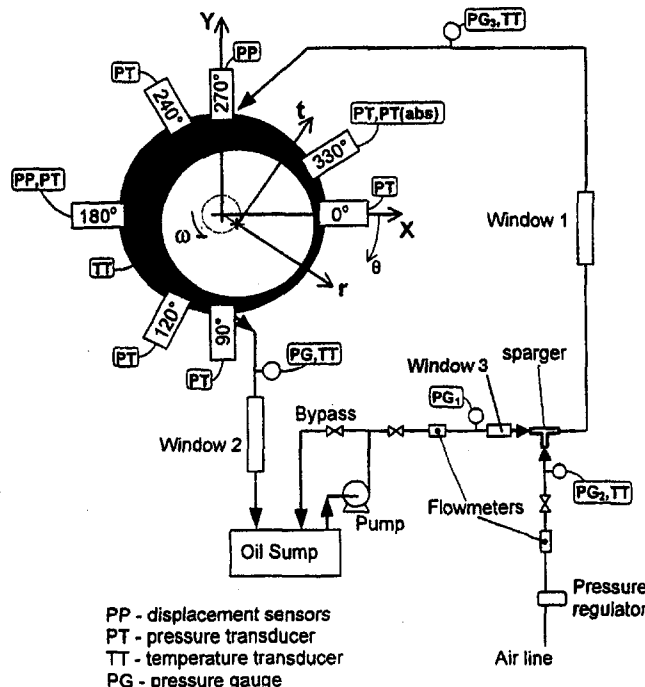 Y
PG₃,TT
PT
PP
240°
270°
t
PT,PT(abs)
330°
PP,PT
180°
PT
0°
X
Window 1
ω
θ
TT
r
120°
90°
PT
PT
PG,TT
Window 3
sparger
PG₁
Bypass
Window 2
PG₂,TT
Flowmeters
Pump
Oil Sump
Pressure
regulator
PP - displacement sensors
PT - pressure transducer
TT - temperature transducer
PG - pressure gauge
Air line